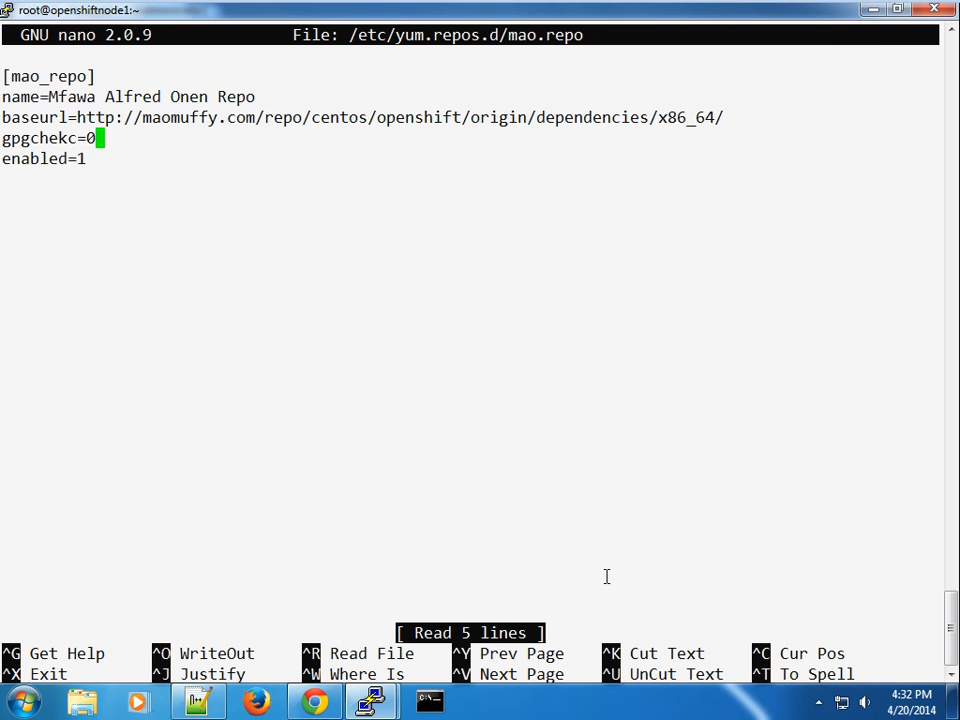 root@openshiftnode1:~
GNU nano 2.0.9 File: /etc/yum.repos.d/mao.repo
[mao_repo]
name=Mfawa Alfred Onen Repo
baseurl=http://maomuffy.com/repo/centos/openshift/origin/dependencies/x86_64/
gpgchekc=0
enabled=1
[ Read 5 lines ]
^G Get Help ^O WriteOut ^R Read File ^Y Prev Page ^K Cut Text ^C Cur Pos
^X Exit ^J Justify ^W Where Is ^V Next Page ^U UnCut Text ^T To Spell
4:32 PM
4/20/2014